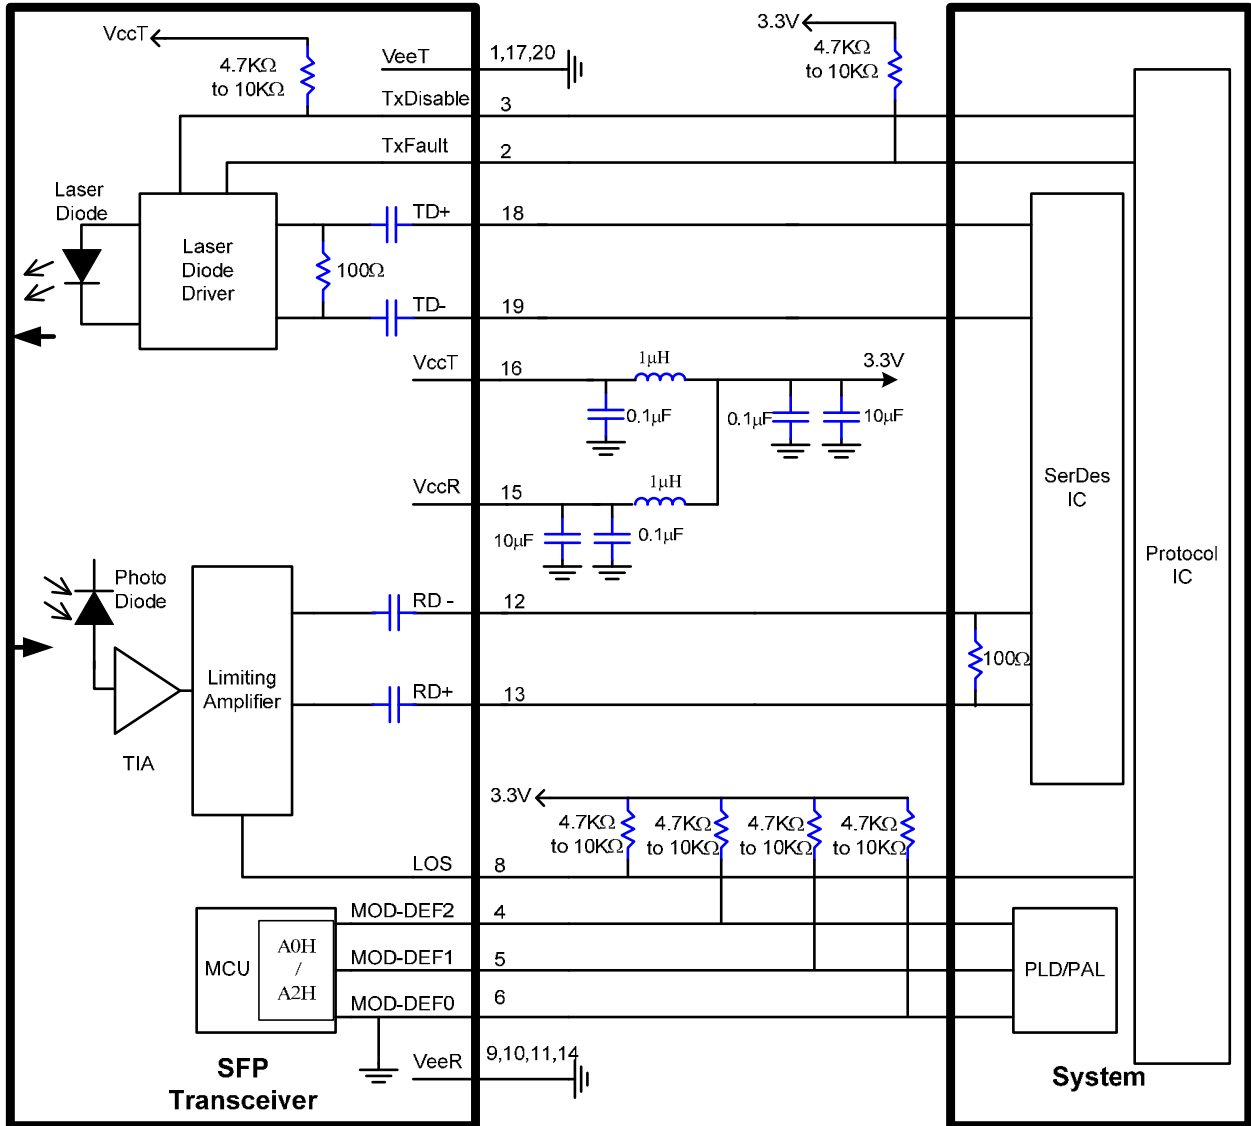 VccT
4.7KΩ
to 10KΩ
VeeT
1,17,20
3.3V
4.7KΩ
to 10KΩ
TxDisable
3
TxFault
2
Laser
Diode
Laser
Diode
Driver
100Ω
TD+
18
TD-
19
VccT
16
1μH
3.3V
0.1μF
0.1μF
10μF
VccR
15
1μH
10μF
0.1μF
SerDes
IC
Protocol
IC
Photo
Diode
RD -
12
Limiting
Amplifier
RD+
13
100Ω
TIA
3.3V
4.7KΩ
to 10KΩ
4.7KΩ
to 10KΩ
4.7KΩ
to 10KΩ
4.7KΩ
to 10KΩ
LOS
8
MOD-DEF2
4
MCU
A0H
/
A2H
MOD-DEF1
5
PLD/PAL
MOD-DEF0
6
VeeR
9,10,11,14
SFP
Transceiver
System